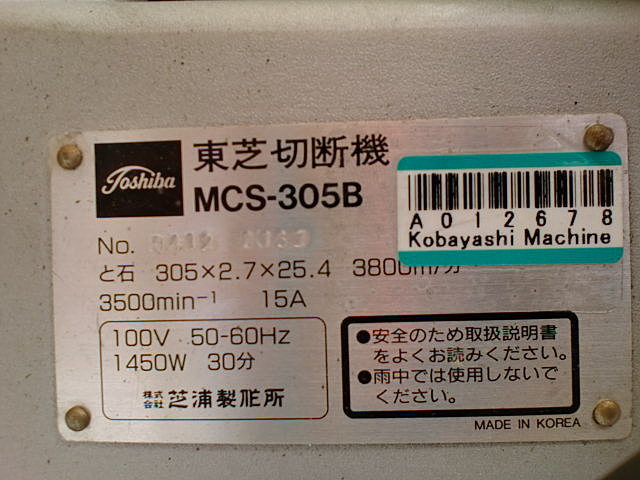 Toshiba
東芝切断機
MCS-305B
A012678
Kobayashi Machine
No.
と石 305×2.7×25.4 3800m/分
3500min⁻¹ 15A
100V 50-60Hz
1450W 30分
株式会社 芝浦製作所
●安全のため取扱説明書
をよくお読みください。
●雨中では使用しないで
ください。
MADE IN KOREA